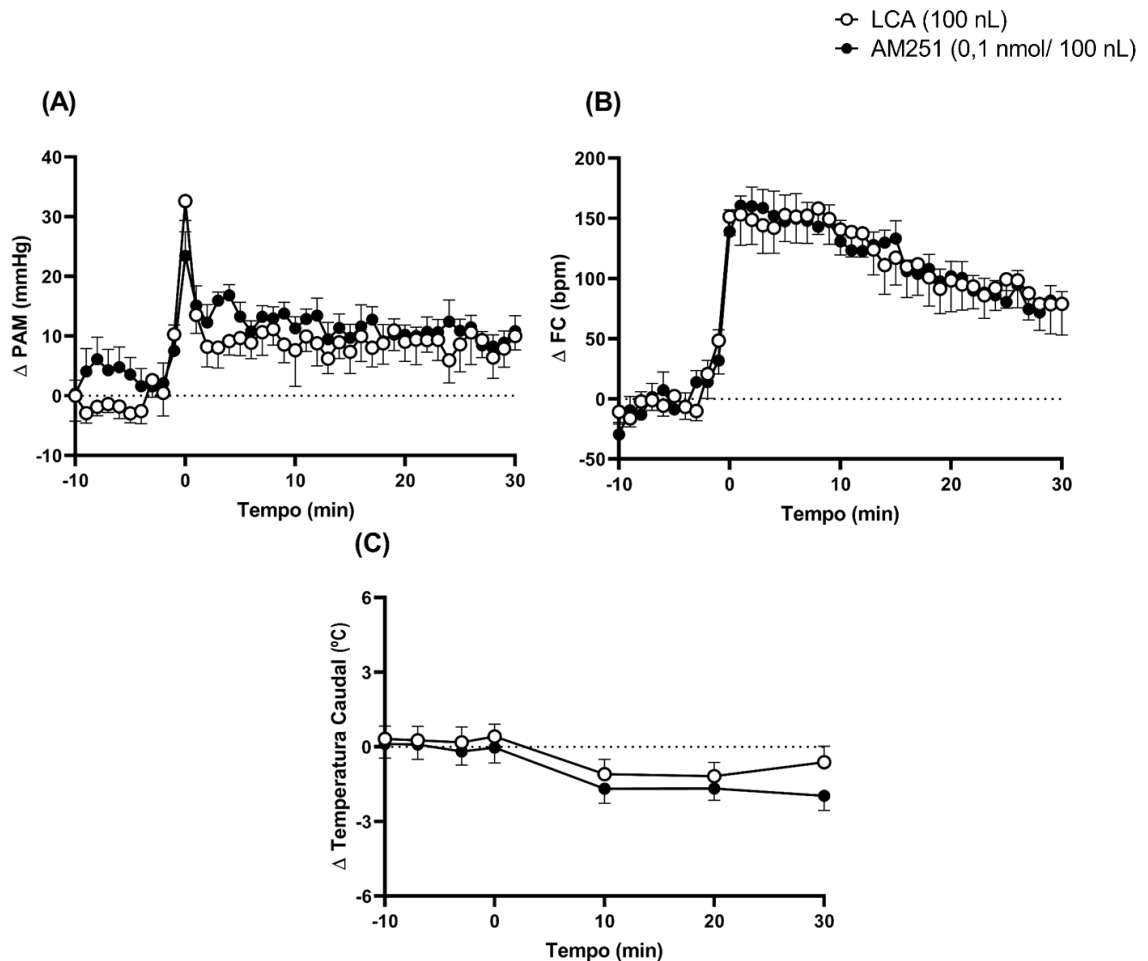 LCA (100 nL)
AM251 (0,1 nmol/ 100 nL)
(A)
Δ PAM (mmHg)
40
30
20
10
0
-10
-10 0 10 20 30
Tempo (min)
(B)
Δ FC (bpm)
200
150
100
50
0
-50
-10 0 10 20 30
Tempo (min)
(C)
Δ Temperatura Caudal (ºC)
6
3
0
-3
-6
-10 0 10 20 30
Tempo (min)